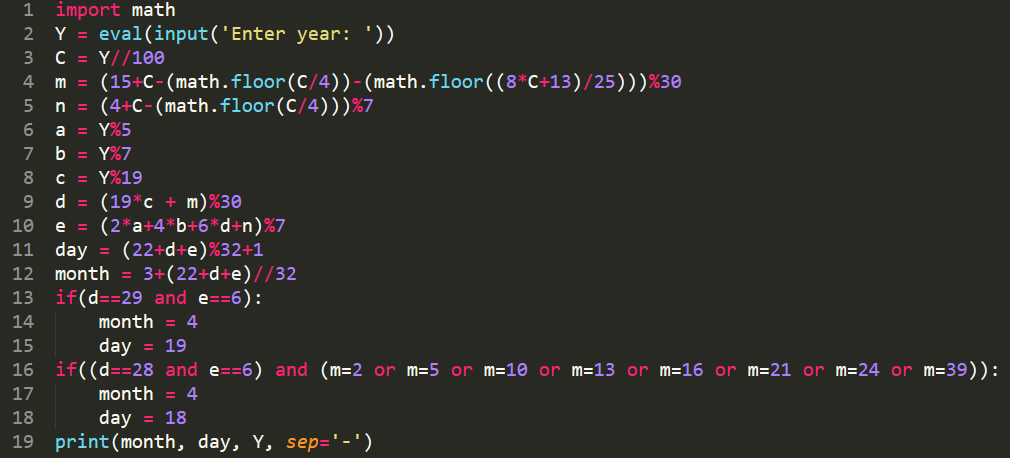 1 import math
2 Y = eval(input('Enter year: '))
3 C = Y//100
4 m = (15+C-(math.floor(C/4))-(math.floor((8*C+13)/25)))%30
5 n = (4+C-(math.floor(C/4)))%7
6 a = Y%5
7 b = Y%7
8 c = Y%19
9 d = (19*c + m)%30
10 e = (2*a+4*b+6*d+n)%7
11 day = (22+d+e)%32+1
12 month = 3+(22+d+e)//32
13 if(d==29 and e==6):
14     month = 4
15     day = 19
16 if((d==28 and e==6) and (m=2 or m=5 or m=10 or m=13 or m=16 or m=21 or m=24 or m=39)):
17     month = 4
18     day = 18
19 print(month, day, Y, sep='-')